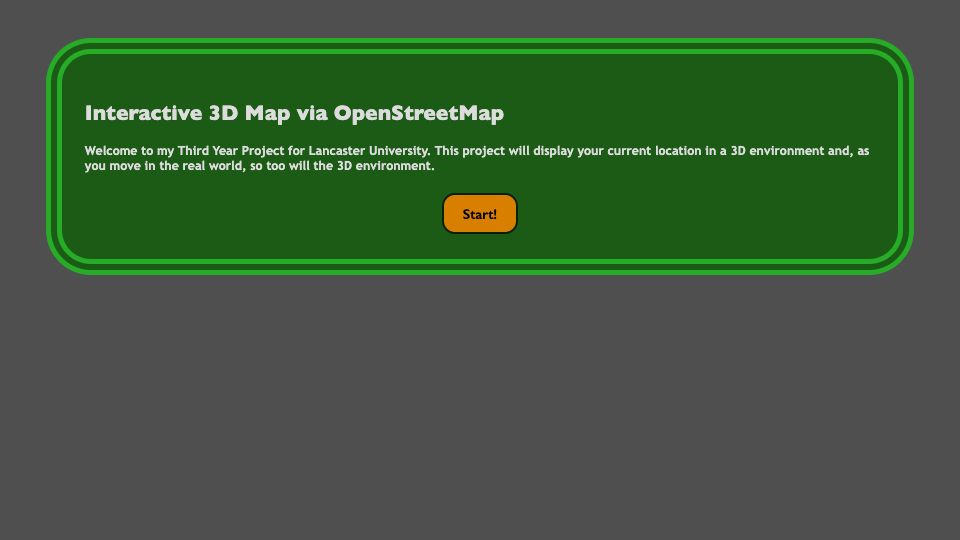 Interactive 3D Map via OpenStreetMap
Welcome to my Third Year Project for Lancaster University. This project will display your current location in a 3D environment and, as
you move in the real world, so too will the 3D environment.
Start!